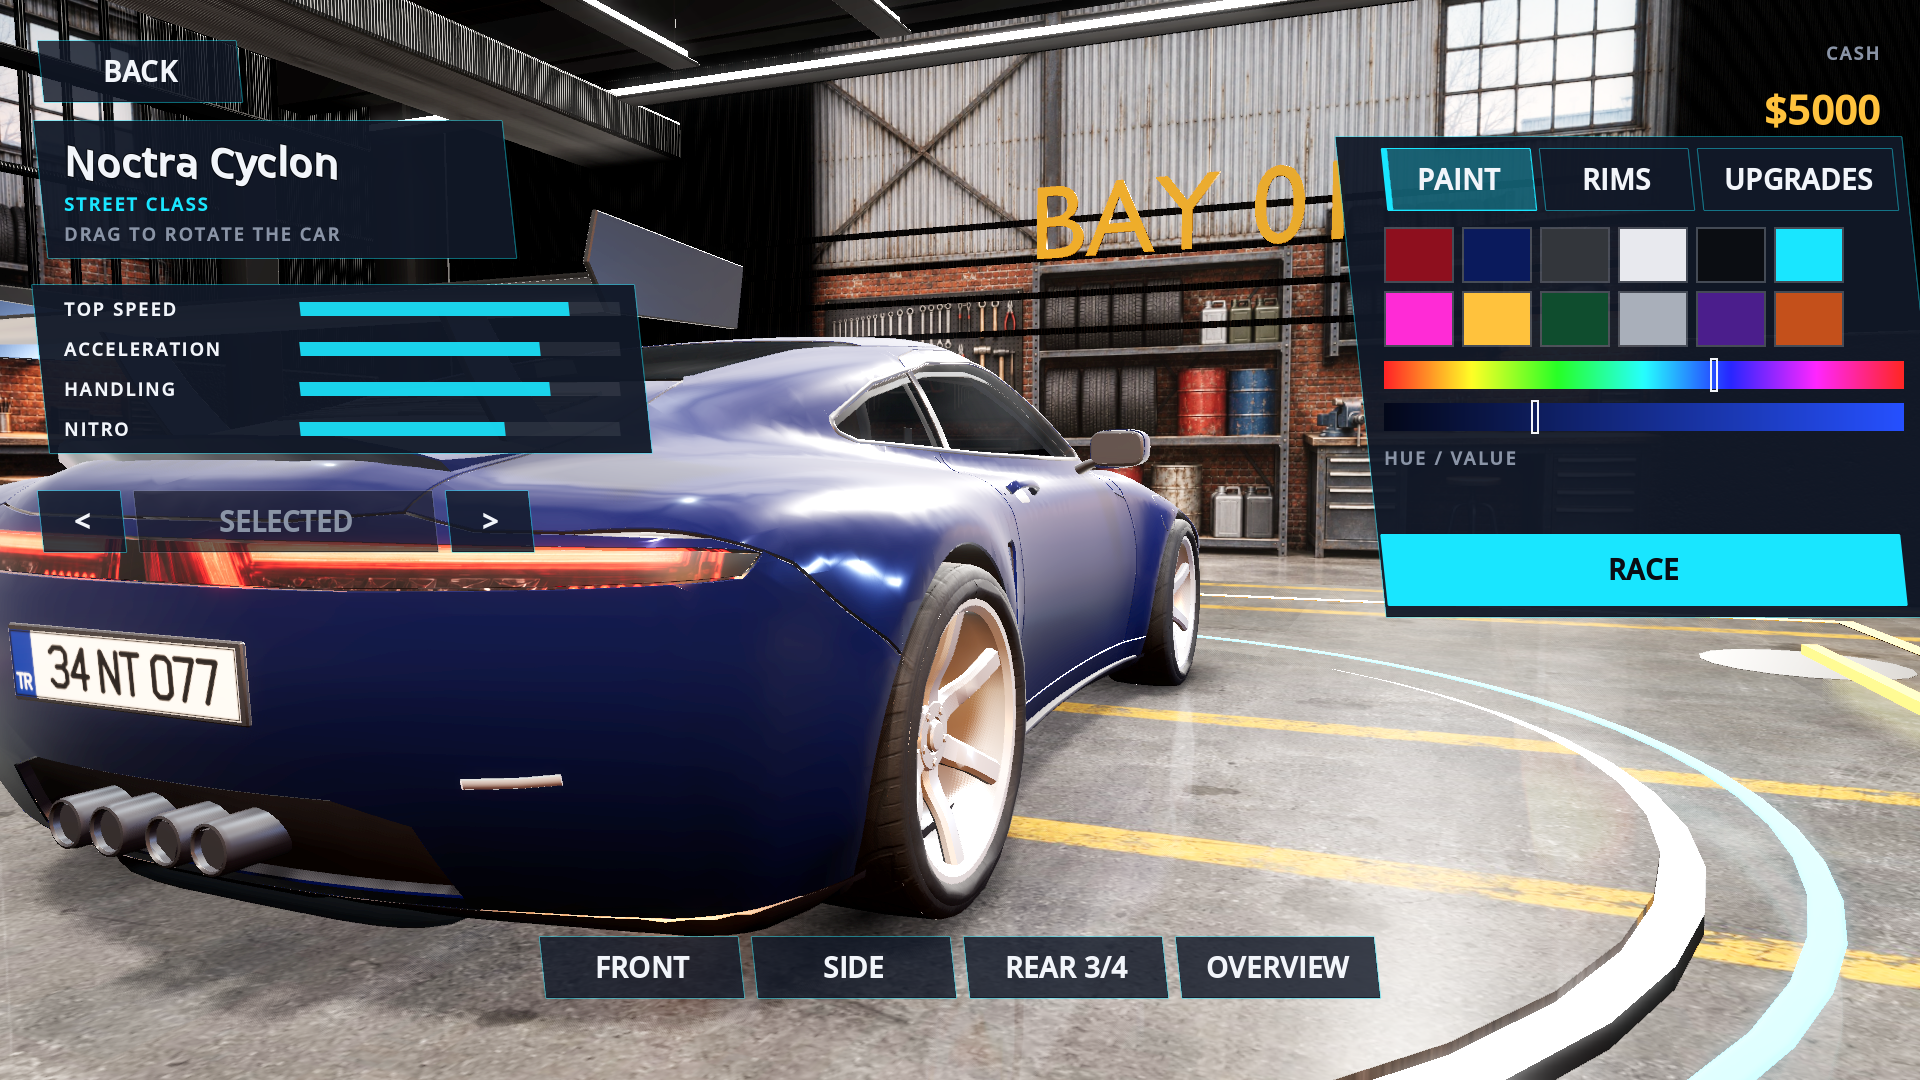 BACK
CASH
$5000
Noctra Cyclon
STREET CLASS
DRAG TO ROTATE THE CAR
PAINT
RIMS
UPGRADES
BAY 01
TOP SPEED
ACCELERATION
HANDLING
NITRO
HUE / VALUE
<
SELECTED
>
RACE
TR
34 NT 077
FRONT
SIDE
REAR 3/4
OVERVIEW